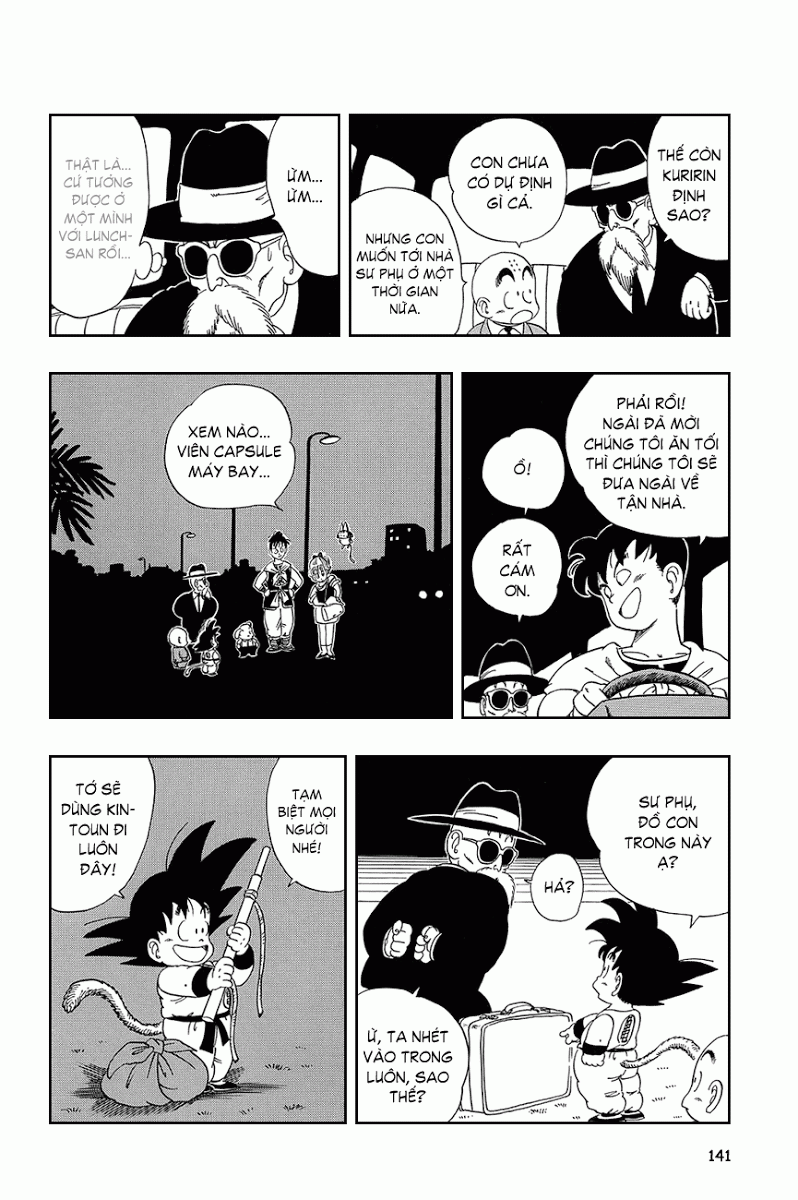 THẾ CÒN
KURIRIN
ĐỊNH
SAO?
CON CHƯA
CÓ DỰ ĐỊNH
GÌ CẢ.
NHƯNG CON
MUỐN TỚI NHÀ
SƯ PHỤ Ở MỘT
THỜI GIAN
NỮA.
ỪM...
ỪM...
THẬT LÀ...
CỨ TƯỞNG
ĐƯỢC Ở
MỘT MÌNH
VỚI LUNCH-
SAN RỒI...
PHẢI RỒI!
NGÀI ĐÃ MỜI
CHÚNG TÔI ĂN TỐI
THÌ CHÚNG TÔI SẼ
ĐƯA NGÀI VỀ
TẬN NHÀ.
Ồ!
RẤT
CÁM
ƠN.
XEM NÀO...
VIÊN CAPSULE
MÁY BAY...
SƯ PHỤ,
ĐỒ CON
TRONG NÀY
Ạ?
HẢ?
Ừ, TA NHÉT
VÀO TRONG
LUÔN, SAO
THẾ?
TẠM
BIỆT MỌI
NGƯỜI
NHÉ!
TỚ SẼ
DÙNG KIN-
TOUN ĐI
LUÔN
ĐÂY!
141